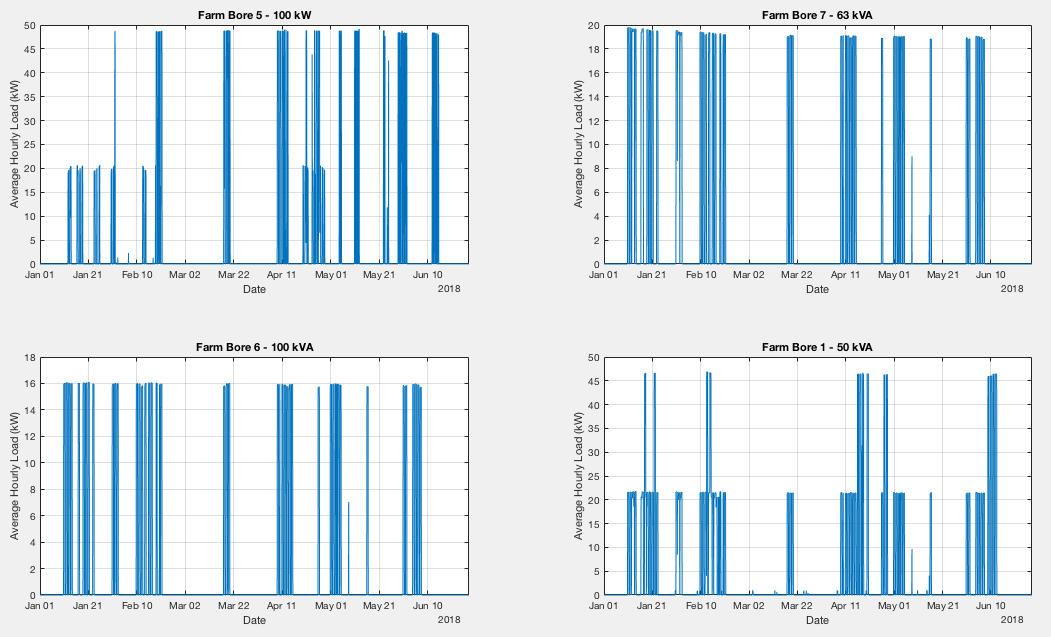 Farm Bore 5 - 100 kW
Average Hourly Load (kW)
50
45
40
35
30
25
20
15
10
5
0
Jan 01 Jan 21 Feb 10 Mar 02 Mar 22 Apr 11 May 01 May 21 Jun 10
Date
2018
Farm Bore 7 - 63 kVA
Average Hourly Load (kW)
20
18
16
14
12
10
8
6
4
2
0
Jan 01 Jan 21 Feb 10 Mar 02 Mar 22 Apr 11 May 01 May 21 Jun 10
Date
2018
Farm Bore 6 - 100 kVA
Average Hourly Load (kW)
18
16
14
12
10
8
6
4
2
0
Jan 01 Jan 21 Feb 10 Mar 02 Mar 22 Apr 11 May 01 May 21 Jun 10
Date
2018
Farm Bore 1 - 50 kVA
Average Hourly Load (kW)
50
45
40
35
30
25
20
15
10
5
0
Jan 01 Jan 21 Feb 10 Mar 02 Mar 22 Apr 11 May 01 May 21 Jun 10
Date
2018